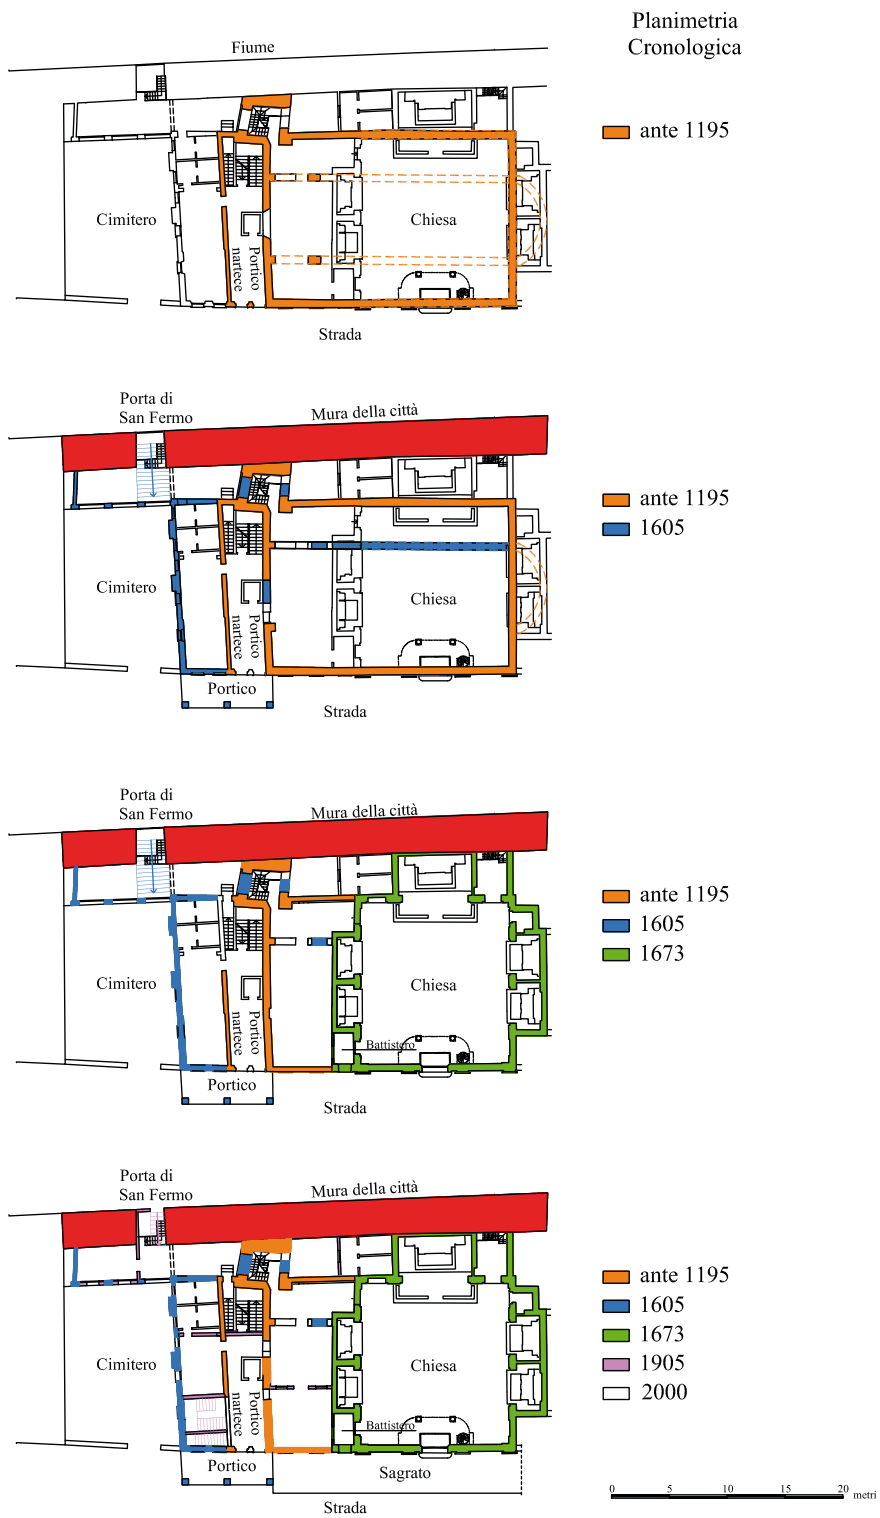 Planimetria
Cronologica
Fiume
ante 1195
Cimitero
Chiesa
Portico
nartece
Strada
Porta di
San Fermo
Mura della città
ante 1195
1605
Cimitero
Chiesa
Portico
nartece
Portico
Strada
Porta di
San Fermo
Mura della città
ante 1195
1605
1673
Cimitero
Chiesa
Portico
nartece
Battistero
Portico
Strada
Porta di
San Fermo
Mura della città
ante 1195
1605
1673
1905
2000
Cimitero
Chiesa
Portico
nartece
Battistero
Portico
Sagrato
Strada
0 5 10 15 20 metri